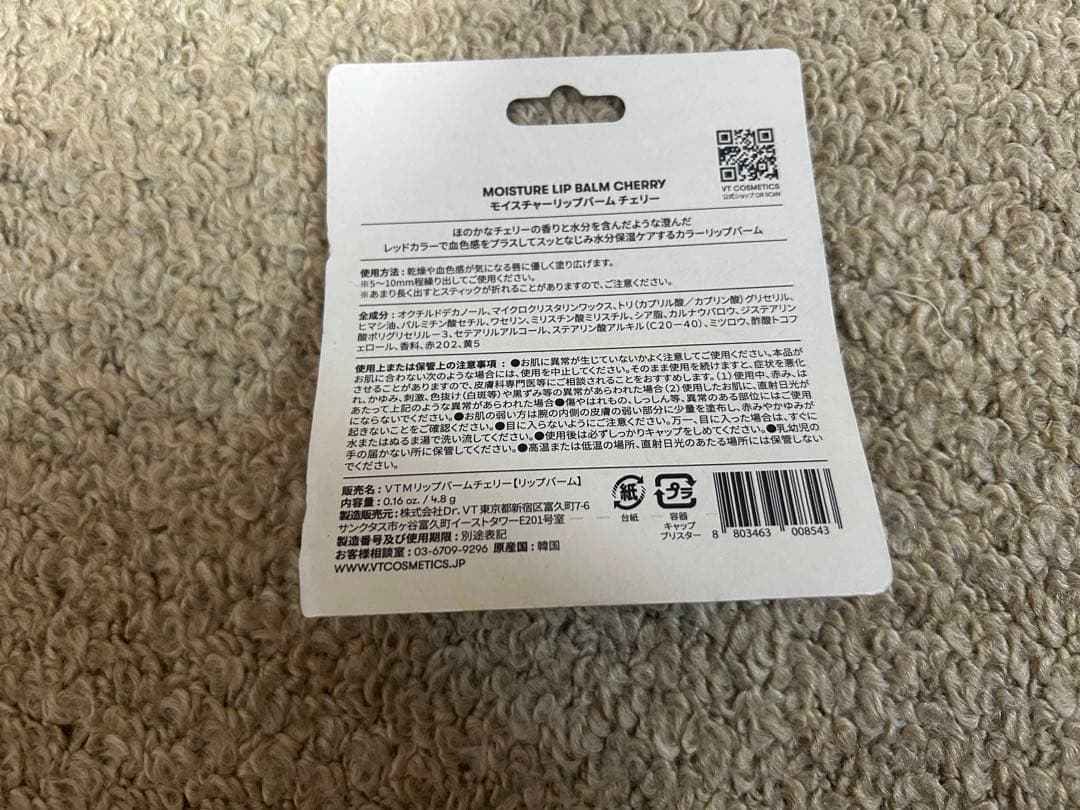 MOISTURE LIP BALM CHERRY
モイスチャーリップバーム チェリー
VT COSMETICS
公式ショップ QR SCAN
ほのかなチェリーの香りと水分を含んだような澄んだ
レッドカラーで血色感をプラスしてスッとなじみ水分保湿ケアするカラーリップバーム
使用方法：乾燥や血色感が気になる唇に優しく塗り広げます。
※5〜10mm程繰り出してご使用ください。
※あまり長く出すとスティックが折れることがありますので、ご注意ください。
全成分：オクチルドデカノール、マイクロクリスタリンワックス、トリ（カプリル酸／カプリン酸）グリセリル、
ヒマシ油、パルミチン酸セチル、ワセリン、ミリスチン酸ミリスチル、シア脂、カルナウバロウ、ジステアリン
酸ポリグリセリル－3、セテアリルアルコール、ステアリン酸アルキル（C20－40）、ミツロウ、酢酸トコフ
ェロール、香料、赤202、黄5
使用上または保管上の注意事項：●お肌に異常が生じていないかよく注意してご使用ください。本品が
お肌に合わない次のような場合には、使用を中止してください。そのまま使用を続けますと、症状を悪化
させることがありますので、皮膚科専門医等にご相談されることをおすすめします。（1）使用中、赤み、は
れ、かゆみ、刺激、色抜け（白斑等）や黒ずみ等の異常があらわれた場合（2）使用したお肌に、直射日光が
あたって上記のような異常があらわれた場合●傷やはれもの、しっしん等、異常のある部位にはご使用
にならないでください。●お肌の弱い方は腕の内側の皮膚の弱い部分に少量を塗布し、赤みやかゆみが
起きないことをご確認ください。●目に入らないようにご注意ください。万一、目に入った場合は、すぐに
水またはぬるま湯で洗い流してください。●使用後は必ずしっかりキャップをしめてください。●乳幼児の
手の届かない所に保管してください。●高温または低温の場所、直射日光のあたる場所には保管しない
でください。
販売名：VTMリップバームチェリー【リップバーム】
内容量：0.16 oz. / 4.8 g
製造販売元：株式会社Dr. VT 東京都新宿区富久町7-6
サンクタス市ヶ谷富久町イーストタワーE201号室
製造番号及び使用期限：別途表記
お客様相談室：03-6709-9296 原産国：韓国
WWW.VTCOSMETICS.JP
紙
台紙
プラ
容器
キャップ
ブリスター
8 803463 008543